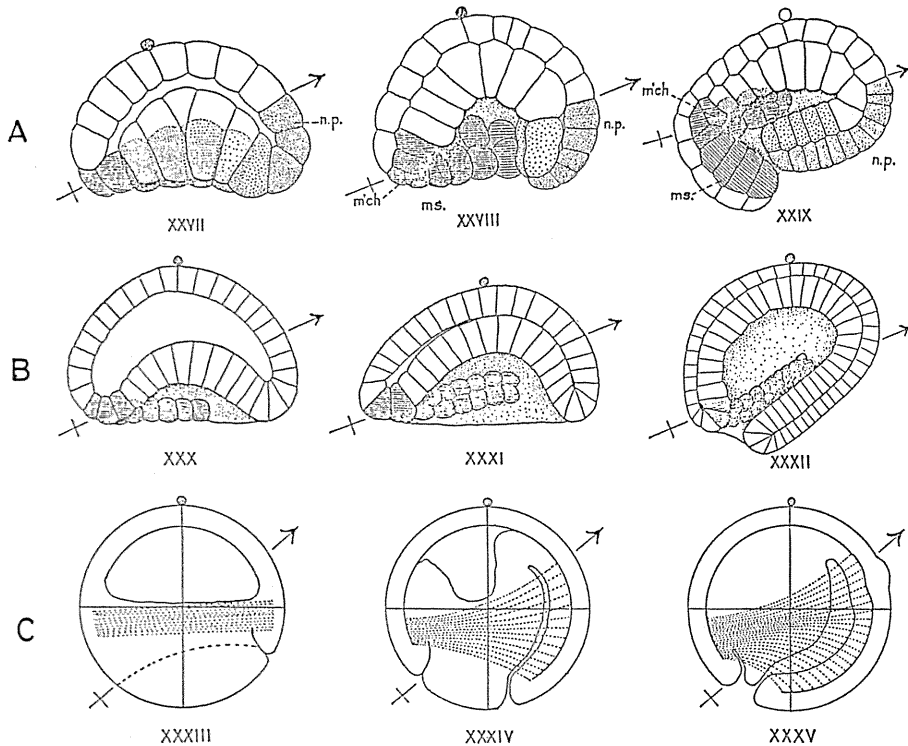 A
n.p.
XXVII
n.p.
m'ch
ms.
XXVIII
m'ch
n.p.
ms.
XXIX
B
XXX
XXXI
XXXII
C
XXXIII
XXXIV
XXXV